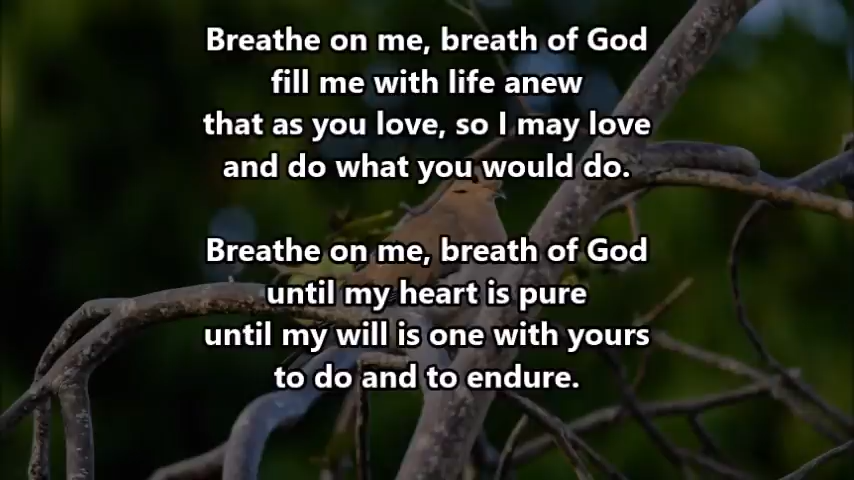 Breathe on me, breath of God
fill me with life anew
that as you love, so I may love
and do what you would do.
Breathe on me, breath of God
until my heart is pure
until my will is one with yours
to do and to endure.